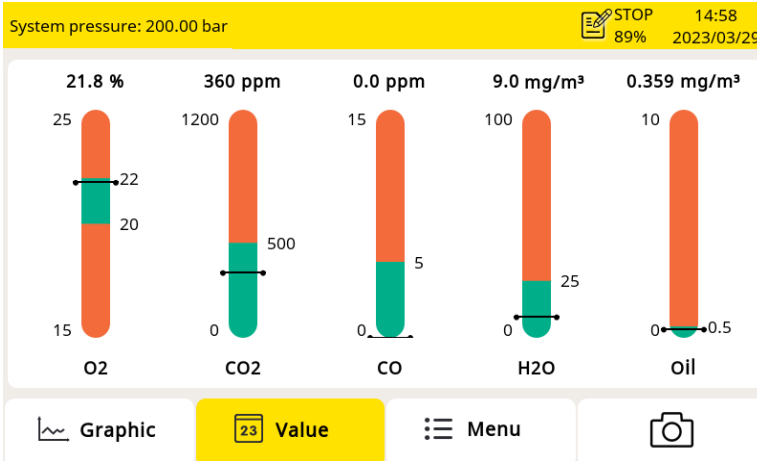 System pressure: 200.00 bar
STOP
89%
14:58
2023/03/29
21.8 %
360 ppm
0.0 ppm
9.0 mg/m³
0.359 mg/m³
25
22
20
15
O2
1200
500
0
CO2
15
5
0
CO
100
25
0
H2O
10
0
0.5
Oil
Graphic
23
Value
Menu